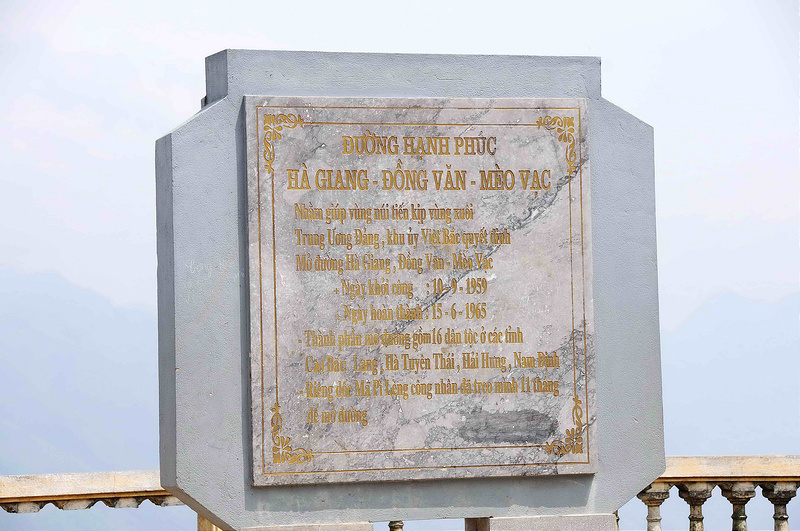 ĐƯỜNG HẠNH PHÚC
HÀ GIANG - ĐỒNG VĂN - MÈO VẠC
Nhằm giúp vùng núi tiến kịp vùng xuôi
Trung Ương Đảng , khu ủy Việt Bắc quyết định
Mở đường Hà Giang , Đồng Văn - Mèo Vạc
- Ngày khởi công : 10 - 9 - 1959
- Ngày hoàn thành : 15 - 6 - 1965
- Thành phần mở đường gồm 16 dân tộc ở các tỉnh
Cao Bắc Lạng , Hà Tuyên Thái , Hải Hưng , Nam Định
- Riêng dốc Mã Pì Lèng công nhân đã treo mình 11 tháng
để mở đường